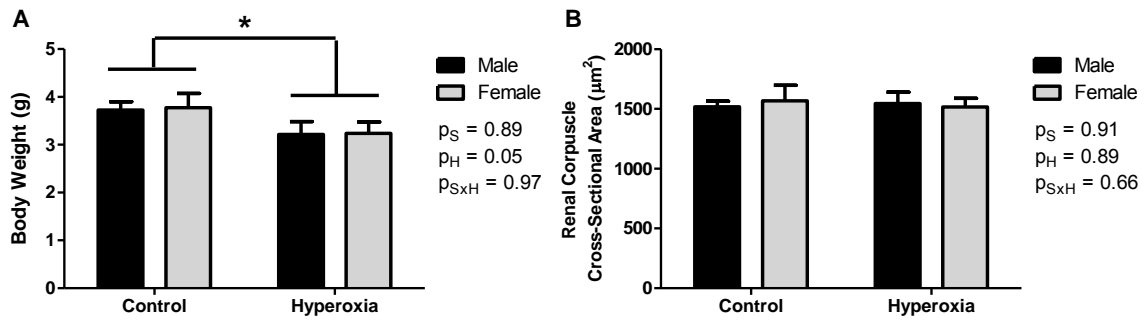 A
*
Body Weight (g)
5
4
3
2
1
0
Control
Hyperoxia
Male
Female
pS = 0.89
pH = 0.05
pSxH = 0.97
B
Renal Corpuscle
Cross-Sectional Area (μm²)
2000
1500
1000
500
0
Control
Hyperoxia
Male
Female
pS = 0.91
pH = 0.89
pSxH = 0.66